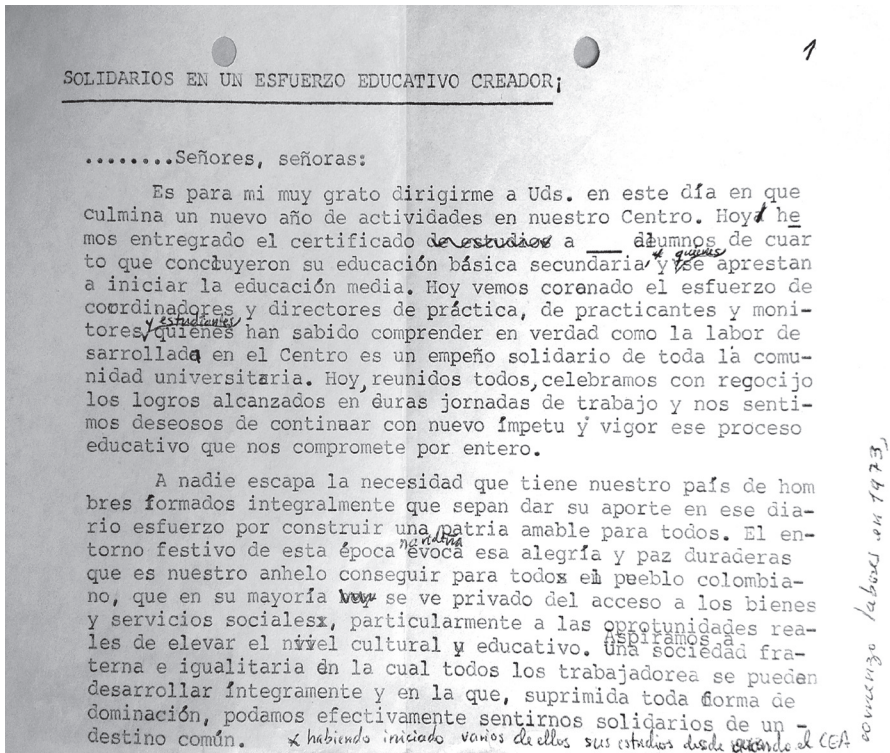 1
SOLIDARIOS EN UN ESFUERZO EDUCATIVO CREADOR¡
........Señores, señoras:
Es para mi muy grato dirigirme a Uds. en este día en que
culmina un nuevo año de actividades en nuestro Centro. Hoy he
mos entregrado el certificado de estudios a ___ alumnos de cuar
to que concluyeron su educación básica secundaria,* y quienes se aprestan
a iniciar la educación media. Hoy vemos coronado el esfuerzo de
coordinadores y directores de práctica, de practicantes y moni-
tores, y estudiantes quienes han sabido comprender en verdad como la labor de
sarrollada en el Centro es un empeño solidario de toda la comu-
nidad universitaria. Hoy, reunidos todos, celebramos con regocijo
los logros alcanzados en duras jornadas de trabajo y nos senti-
mos deseosos de continuar con nuevo ímpetu y vigor ese proceso
educativo que nos compromete por entero.
A nadie escapa la necesidad que tiene nuestro país de hom
bres formados integralmente que sepan dar su aporte en ese dia-
rio esfuerzo por construir una patria amable para todos. El en-
torno festivo de esta época navideña evoca esa alegría y paz duraderas
que es nuestro anhelo conseguir para todo el pueblo colombia-
no, que en su mayoría hoy se ve privado del acceso a los bienes
y servicios sociales, particularmente a las oprotunidades rea-
les de elevar el nivel cultural y educativo. Aspiramos a una sociedad fra-
terna e igualitaria en la cual todos los trabajadorea se puedan
desarrollar íntegramente y en la que, suprimida toda forma de
dominación, podamos efectivamente sentirnos solidarios de un -
destino común.
* habiendo iniciado varios de ellos sus estudios desde cuando el CEA
comenzo labores en 1973,